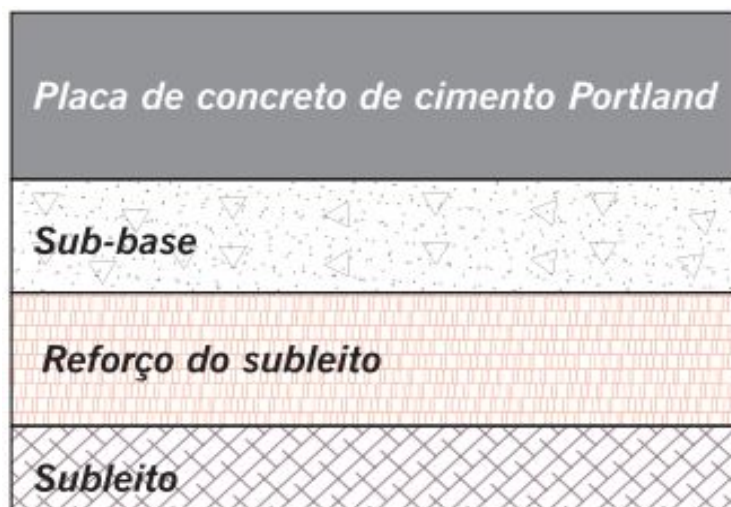 Placa de concreto de cimento Portland
Sub-base
Reforço do subleito
Subleito